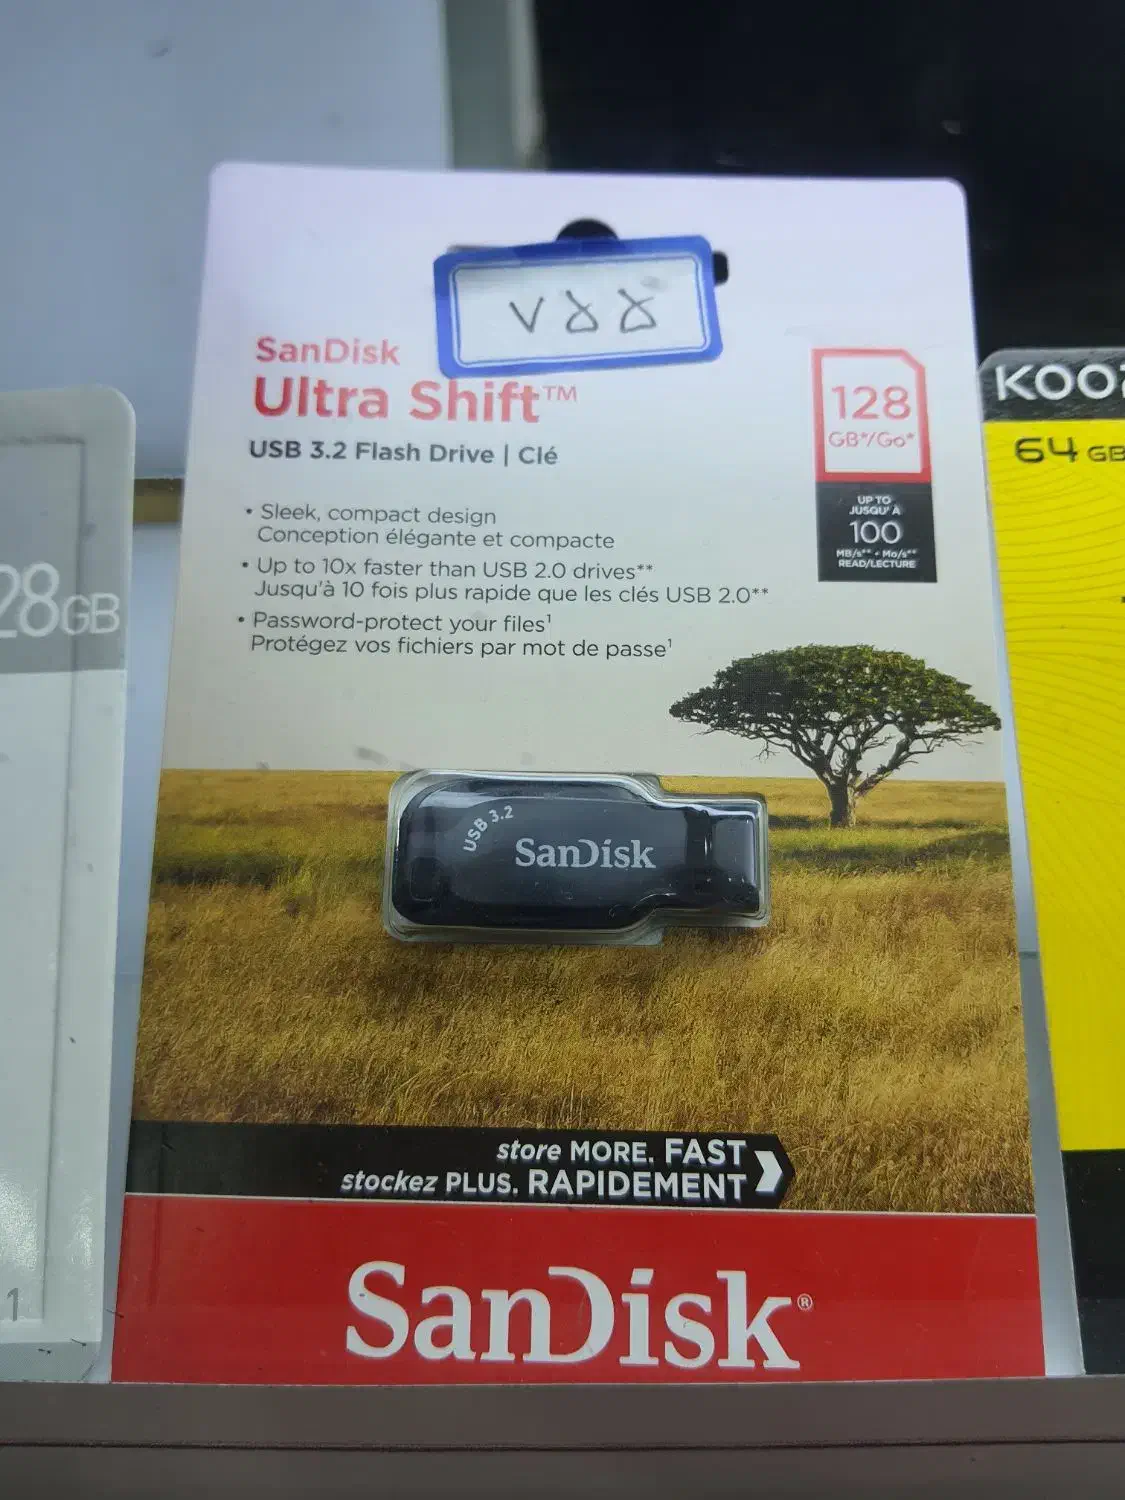 ۷۵۵
SanDisk
Ultra Shift™
USB 3.2 Flash Drive | Clé
128
GB*/Go*
UP TO
JUSQU'À
100
MB/s** • Mo/s**
READ/LECTURE
• Sleek, compact design
Conception élégante et compacte
• Up to 10x faster than USB 2.0 drives**
Jusqu'à 10 fois plus rapide que les clés USB 2.0**
• Password-protect your files¹
Protégez vos fichiers par mot de passe¹
USB 3.2
SanDisk
store MORE. FAST
stockez PLUS. RAPIDEMENT
SanDisk®
28GB
1
64 GB